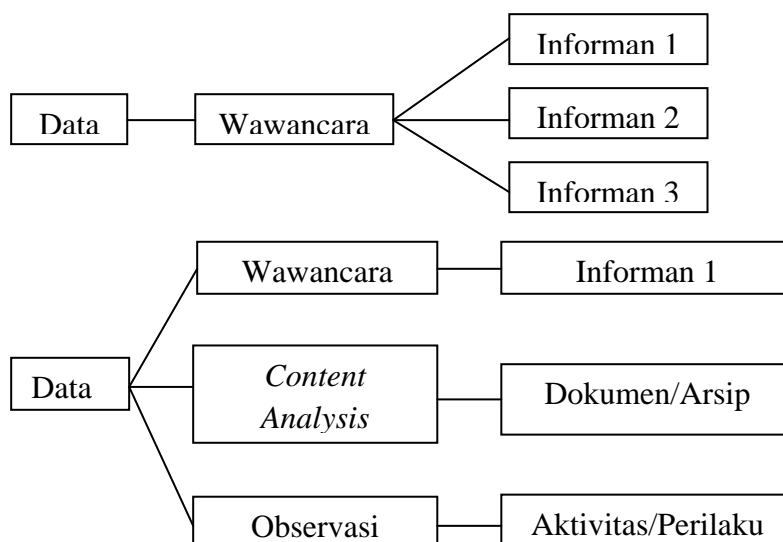 Informan 1
Data
Wawancara
Informan 2
Informan 3
Wawancara
Informan 1
Data
Content
Analysis
Dokumen/Arsip
Observasi
Aktivitas/Perilaku